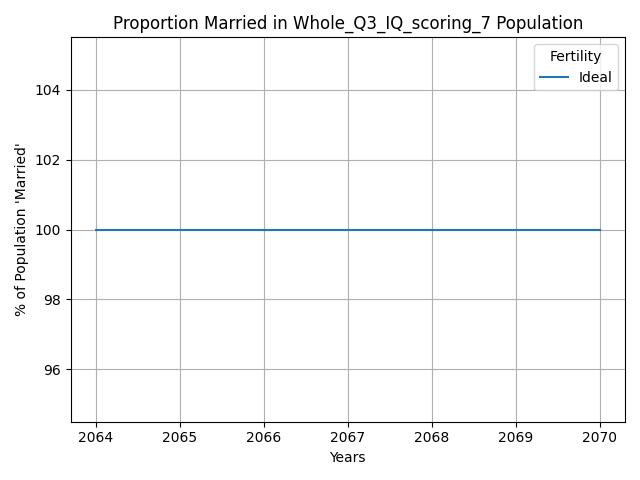 Proportion Married in Whole_Q3_IQ_scoring_7 Population
Fertility
Ideal
% of Population 'Married'
104
102
100
98
96
2064 2065 2066 2067 2068 2069 2070
Years